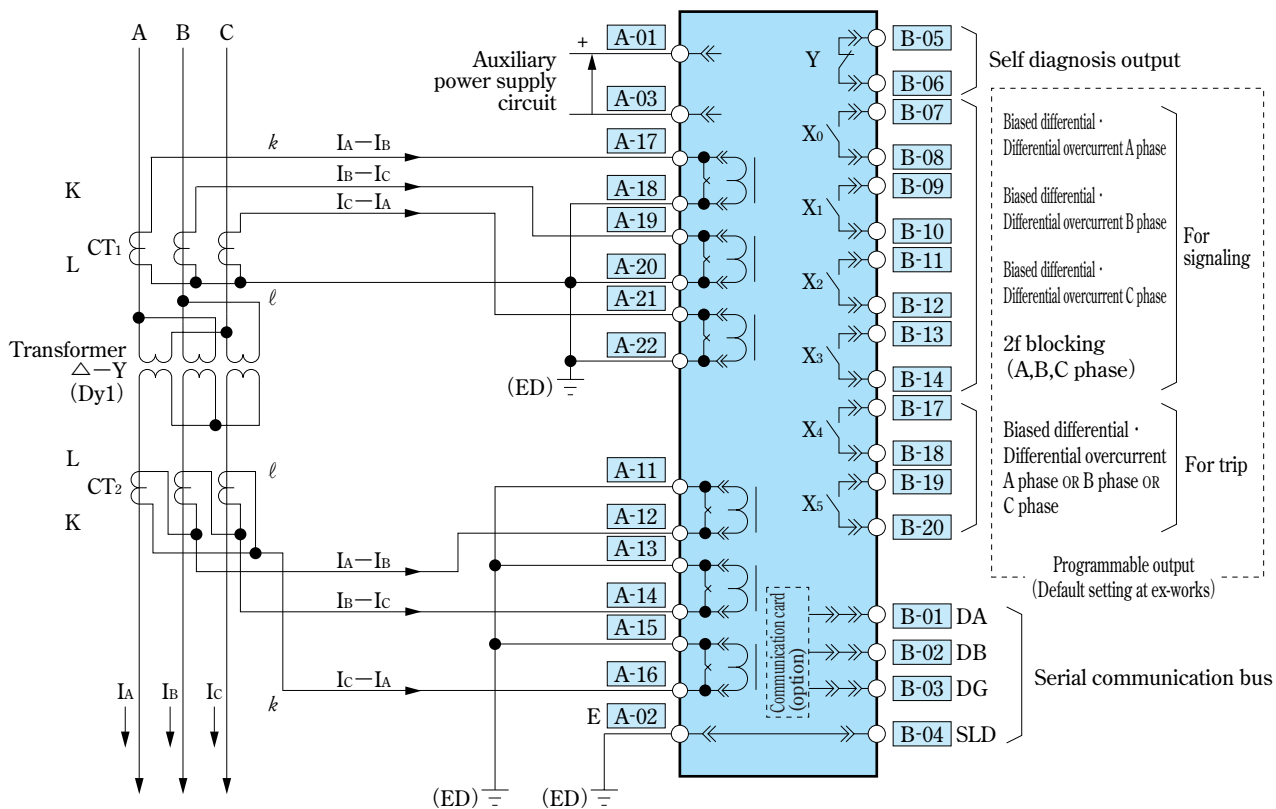 A B C
K
CT1
L
k
ℓ
Transformer
△－Y
(Dy1)
L
CT2
K
ℓ
k
IA IB IC
IA－IB
IB－IC
IC－IA
IA－IB
IB－IC
IC－IA
Auxiliary
power supply
circuit
+
A-01
A-03
A-17
A-18
A-19
A-20
A-21
A-22
(ED)
A-11
A-12
A-13
A-14
A-15
A-16
E A-02
(ED)
(ED)
Y
X0
X1
X2
X3
X4
X5
Communication card
(option)
B-05
B-06
B-07
B-08
B-09
B-10
B-11
B-12
B-13
B-14
B-17
B-18
B-19
B-20
B-01 DA
B-02 DB
B-03 DG
B-04 SLD
Self diagnosis output
Biased differential・
Differential overcurrent A phase
Biased differential・
Differential overcurrent B phase
Biased differential・
Differential overcurrent C phase
2f blocking
(A,B,C phase)
For
signaling
Biased differential・
Differential overcurrent
A phase OR B phase OR
C phase
For trip
Programmable output
(Default setting at ex-works)
Serial communication bus